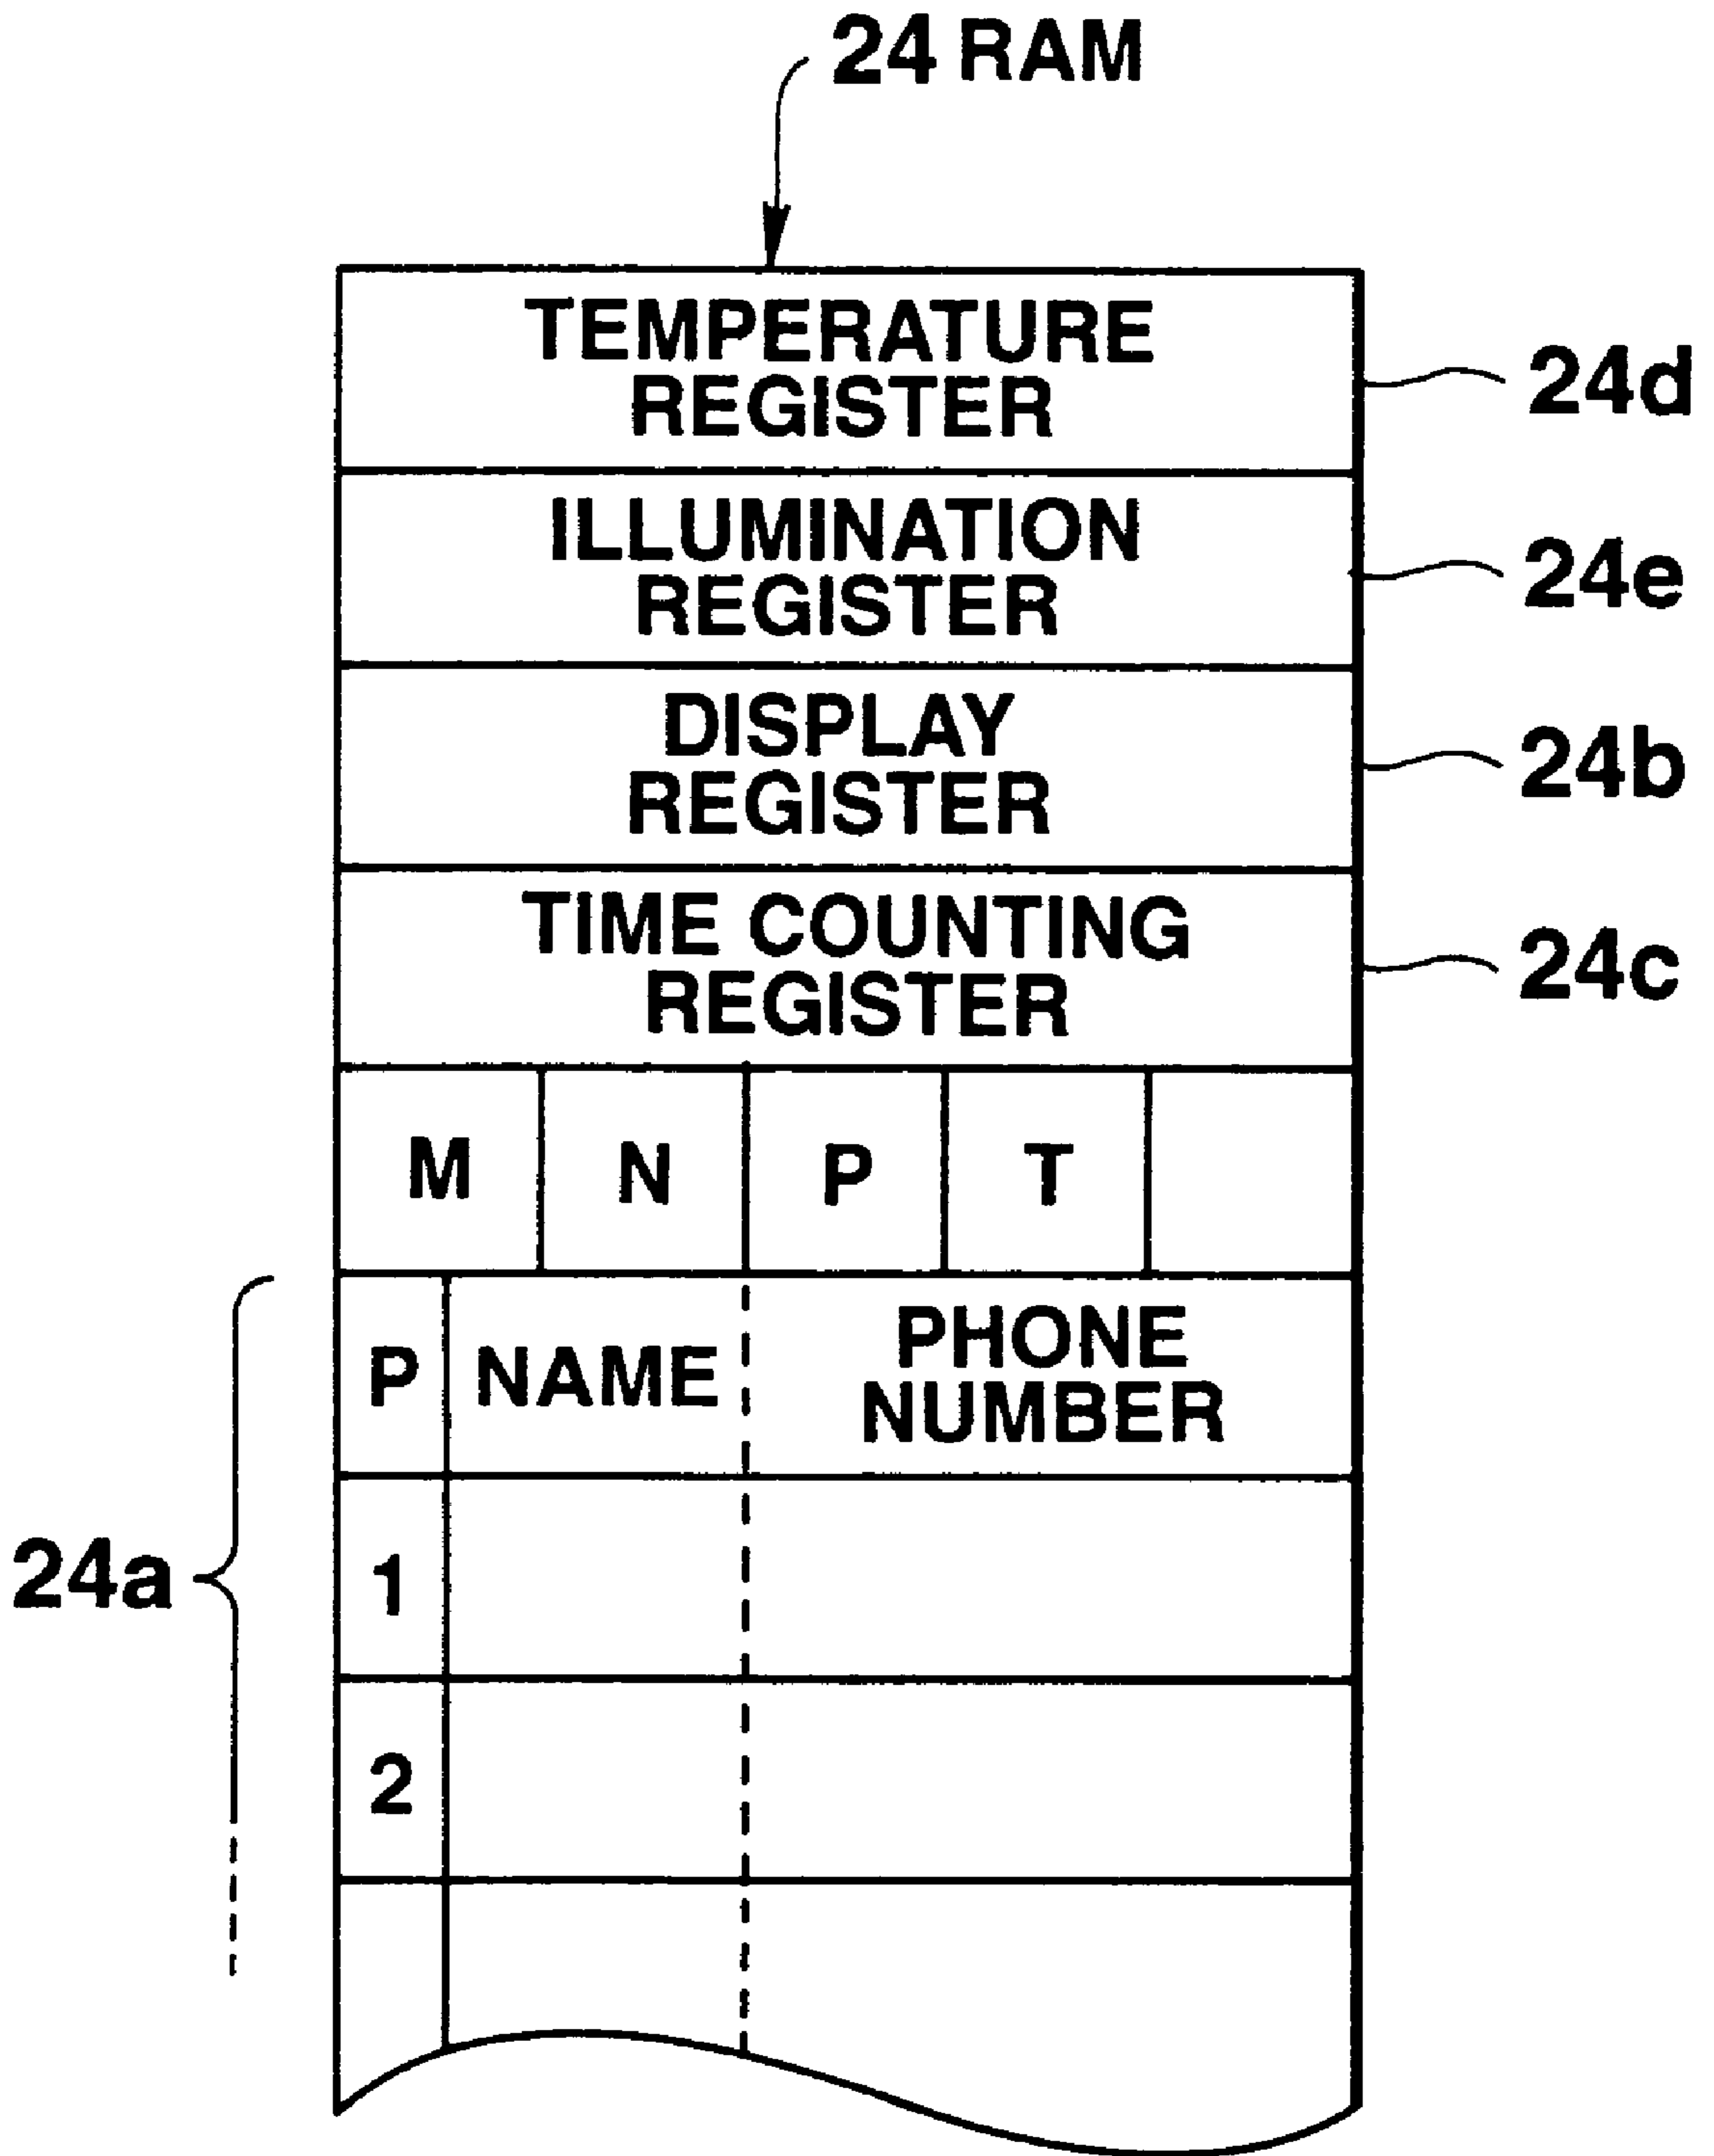 24 RAM
TEMPERATURE
REGISTER
24d
ILLUMINATION
REGISTER
24e
DISPLAY
REGISTER
24b
TIME COUNTING
REGISTER
24c
M N P T
P NAME PHONE
NUMBER
24a
1
2